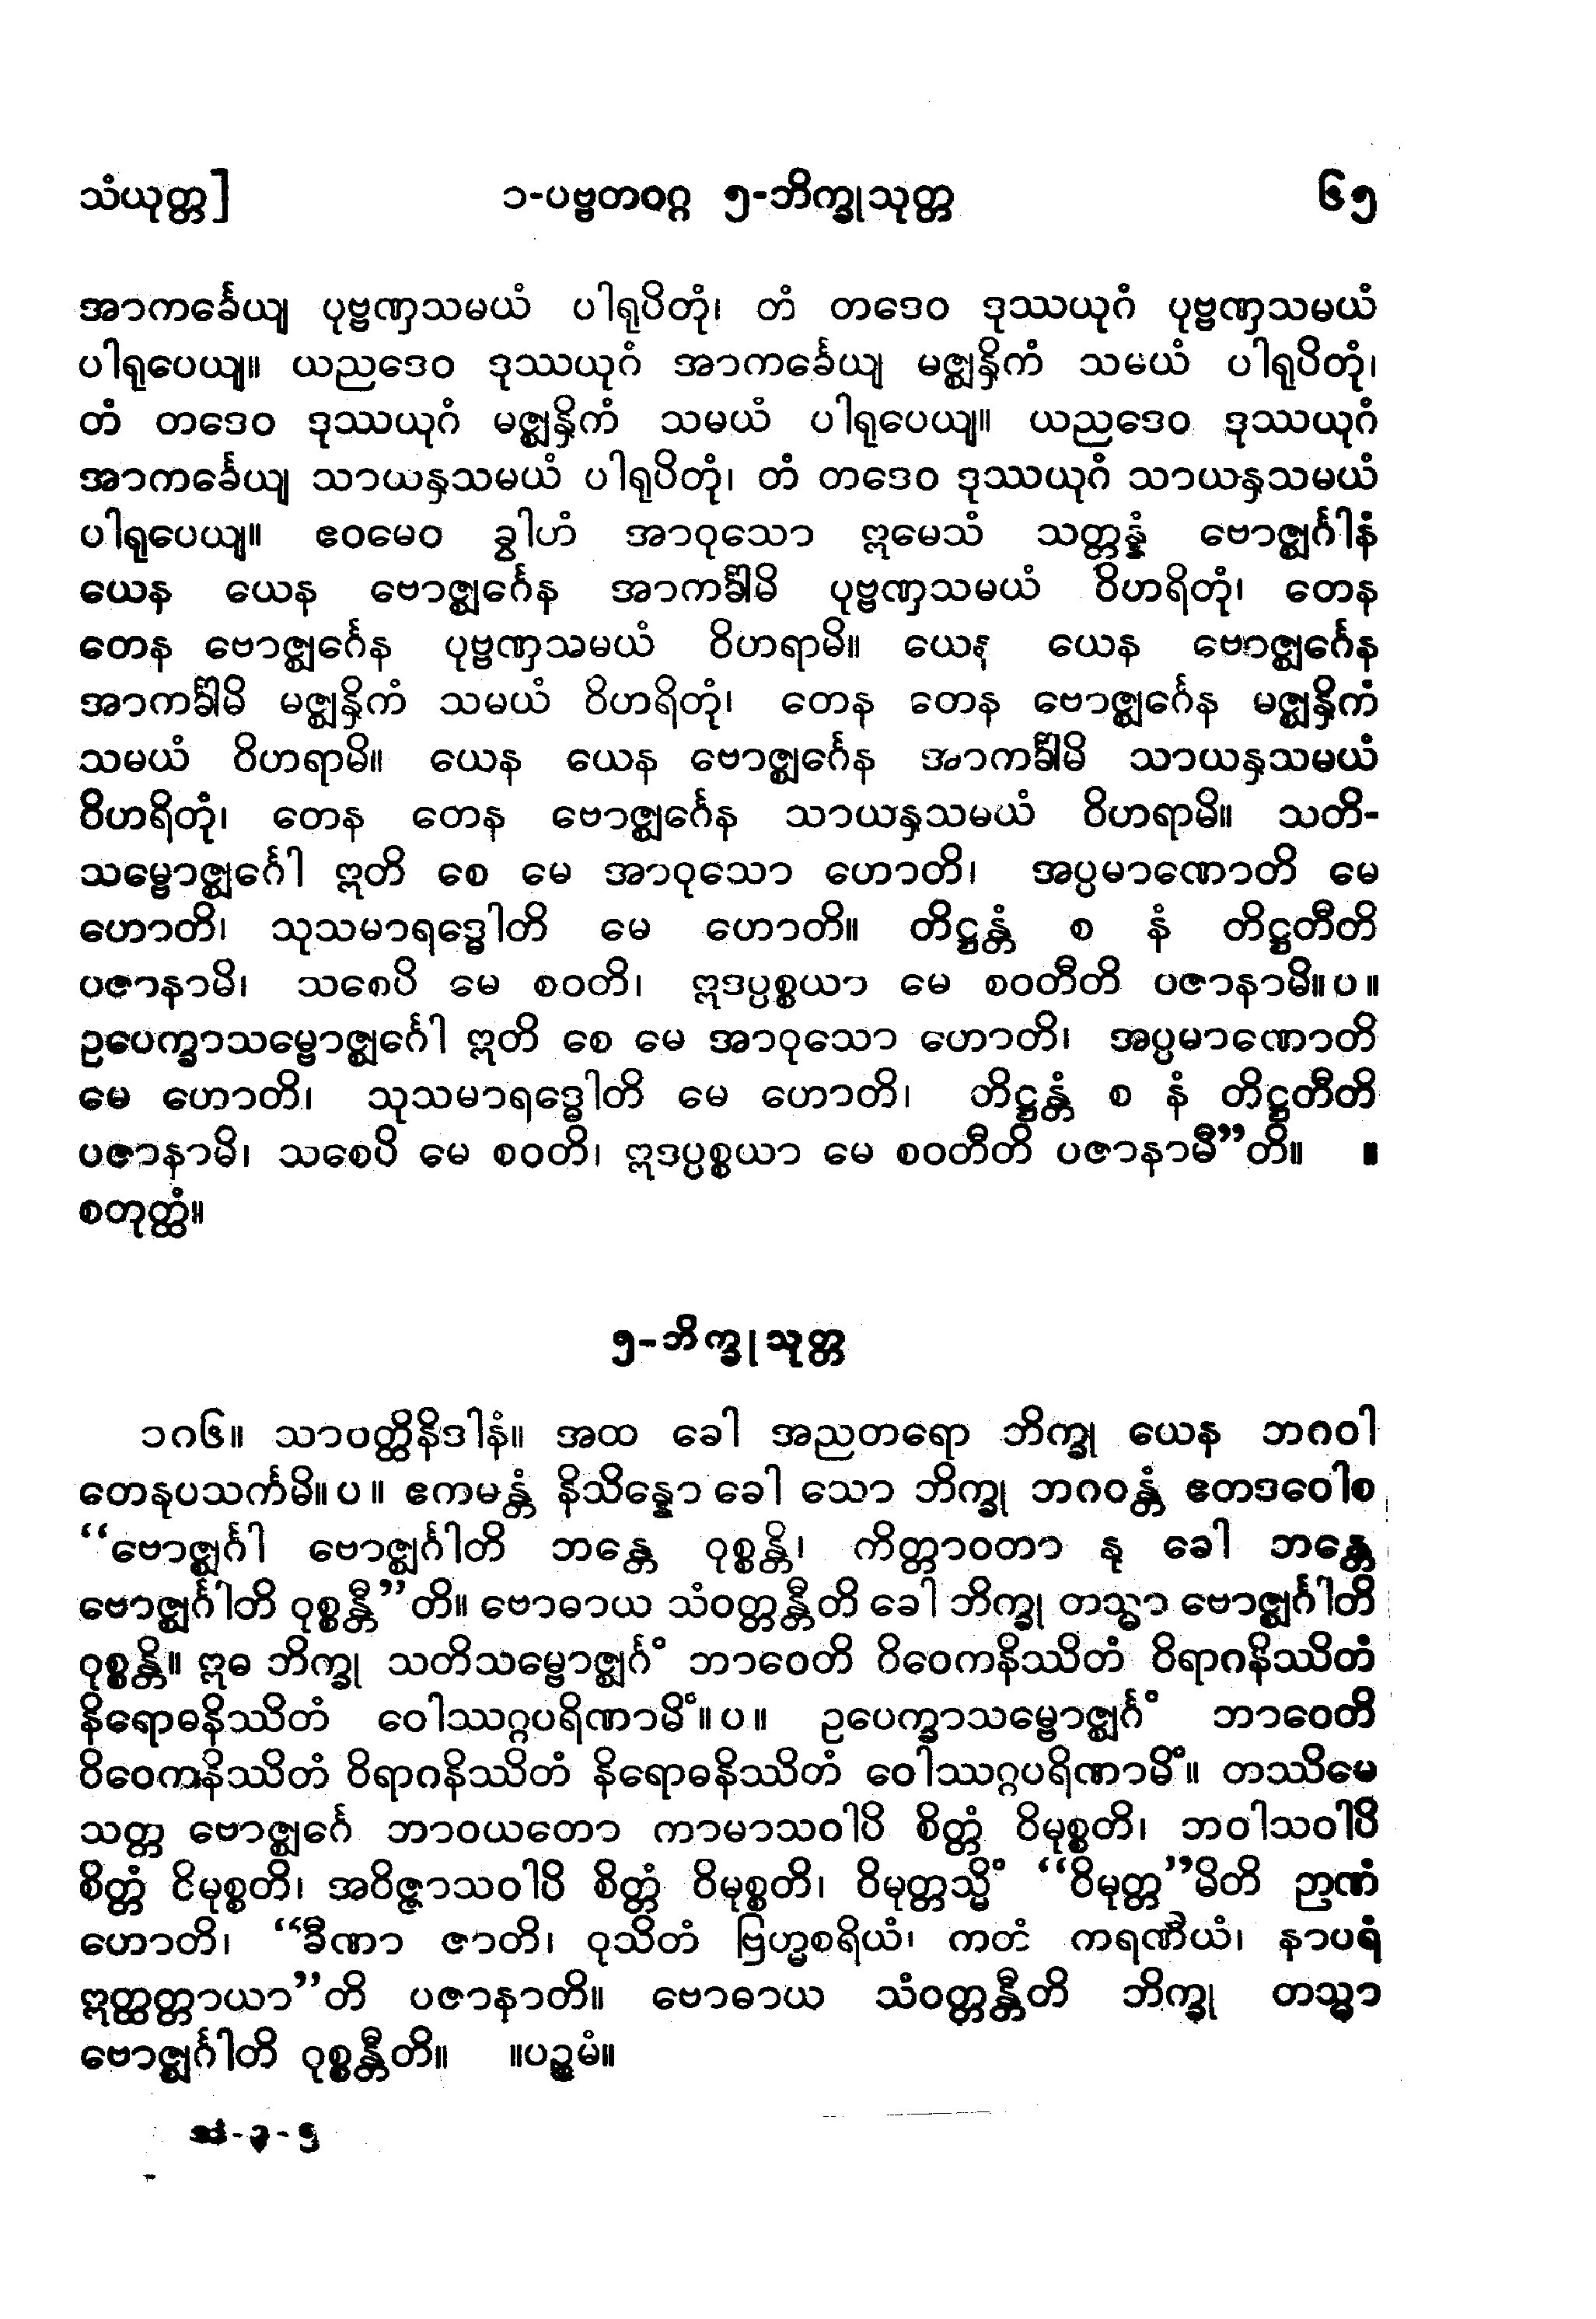 သံယုတ္တ] ၁-ပဗ္ဗတဝဂ္ဂ ၅-ဘိက္ခုသုတ္တ ၆၅
အာကင်္ခေယျ ပုဗ္ဗဏှသမယံ ပါရုပိတုံ၊ တံ တဒေဝ ဒုဿယုဂံ ပုဗ္ဗဏှသမယံ
ပါရုပေယျ။ ယညဒေဝ ဒုဿယုဂံ အာကင်္ခေယျ မဇ္ဈနှိကံ သမယံ ပါရုပိတုံ၊
တံ တဒေဝ ဒုဿယုဂံ မဇ္ဈနှိကံ သမယံ ပါရုပေယျ။ ယညဒေဝ ဒုဿယုဂံ
အာကင်္ခေယျ သာယနှသမယံ ပါရုပိတုံ၊ တံ တဒေဝ ဒုဿယုဂံ သာယနှသမယံ
ပါရုပေယျ။ ဧဝမေဝ ခွါဟံ အာဝုသော ဣမေသံ သတ္တန္နံ ဗောဇ္ဈင်္ဂါနံ
ယေန ယေန ဗောဇ္ဈင်္ဂေန အာကင်္ခါမိ ပုဗ္ဗဏှသမယံ ဝိဟရိတုံ၊ တေန
တေန ဗောဇ္ဈင်္ဂေန ပုဗ္ဗဏှသမယံ ဝိဟရာမိ။ ယေန ယေန ဗောဇ္ဈင်္ဂေန
အာကင်္ခါမိ မဇ္ဈနှိကံ သမယံ ဝိဟရိတုံ၊ တေန တေန ဗောဇ္ဈင်္ဂေန မဇ္ဈနှိကံ
သမယံ ဝိဟရာမိ။ ယေန ယေန ဗောဇ္ဈင်္ဂေန အာကင်္ခါမိ သာယနှသမယံ
ဝိဟရိတုံ၊ တေန တေန ဗောဇ္ဈင်္ဂေန သာယနှသမယံ ဝိဟရာမိ။ သတိ-
သမ္ဗောဇ္ဈင်္ဂေါ ဣတိ စေ မေ အာဝုသော ဟောတိ၊ အပ္ပမာဏောတိ မေ
ဟောတိ၊ သုသမာရဒ္ဓေါတိ မေ ဟောတိ။ တိဋ္ဌန္တံ စ နံ တိဋ္ဌတီတိ
ပဇာနာမိ၊ သစေပိ မေ စဝတိ၊ ဣဒပ္ပစ္စယာ မေ စဝတီတိ ပဇာနာမိ။ပ။
ဥပေက္ခာသမ္ဗောဇ္ဈင်္ဂေါ ဣတိ စေ မေ အာဝုသော ဟောတိ၊ အပ္ပမာဏောတိ
မေ ဟောတိ၊ သုသမာရဒ္ဓေါတိ မေ ဟောတိ၊ တိဋ္ဌန္တံ စ နံ တိဋ္ဌတီတိ
ပဇာနာမိ၊ သစေပိ မေ စဝတိ၊ ဣဒပ္ပစ္စယာ မေ စဝတီတိ ပဇာနာမီ”တိ။ ။
စတုတ္ထံ။
၅-ဘိက္ခုသုတ္တ
၁၈၆။ သာဝတ္ထိနိဒါနံ။ အထ ခေါ အညတရော ဘိက္ခု ယေန ဘဂဝါ
တေနုပသင်္ကမိ။ပ။ ဧကမန္တံ နိသိန္နော ခေါ သော ဘိက္ခု ဘဂဝန္တံ ဧတဒဝေါစ
“ဗောဇ္ဈင်္ဂါ ဗောဇ္ဈင်္ဂါတိ ဘန္တေ ဝုစ္စန္တိ၊ ကိတ္တာဝတာ နု ခေါ ဘန္တေ
ဗောဇ္ဈင်္ဂါတိ ဝုစ္စန္တီ”တိ။ ဗောဓာယ သံဝတ္တန္တီတိ ခေါ ဘိက္ခု တသ္မာ ဗောဇ္ဈင်္ဂါတိ
ဝုစ္စန္တိ။ ဣဓ ဘိက္ခု သတိသမ္ဗောဇ္ဈင်္ဂံ ဘာဝေတိ ဝိဝေကနိဿိတံ ဝိရာဂနိဿိတံ
နိရောဓနိဿိတံ ဝေါဿဂ္ဂပရိဏာမိံ။ပ။ ဥပေက္ခာသမ္ဗောဇ္ဈင်္ဂံ ဘာဝေတိ
ဝိဝေကနိဿိတံ ဝိရာဂနိဿိတံ နိရောဓနိဿိတံ ဝေါဿဂ္ဂပရိဏာမိံ။ တဿိမေ
သတ္တ ဗောဇ္ဈင်္ဂေ ဘာဝယတော ကာမာသဝါပိ စိတ္တံ ဝိမုစ္စတိ၊ ဘဝါသဝါပိ
စိတ္တံ ဝိမုစ္စတိ၊ အဝိဇ္ဇာသဝါပိ စိတ္တံ ဝိမုစ္စတိ၊ ဝိမုတ္တသ္မိံ “ဝိမုတ္တ”မိတိ ဉာဏံ
ဟောတိ၊ “ခီဏာ ဇာတိ၊ ဝုသိတံ ဗြဟ္မစရိယံ၊ ကတံ ကရဏီယံ၊ နာပရံ
ဣတ္ထတ္တာယာ”တိ ပဇာနာတိ။ ဗောဓာယ သံဝတ္တန္တီတိ ဘိက္ခု တသ္မာ
ဗောဇ္ဈင်္ဂါတိ ဝုစ္စန္တီတိ။ ။ပဉ္စမံ။
သံ-၃-၅